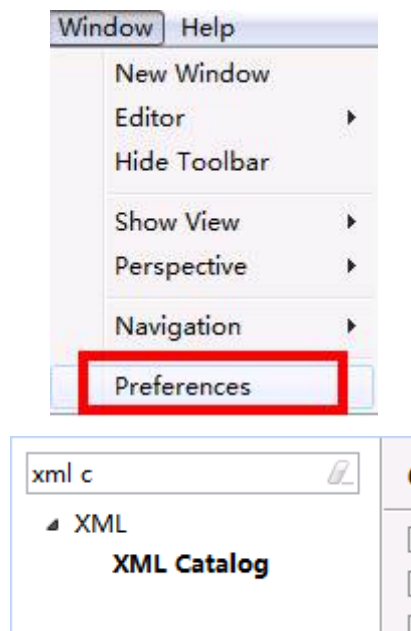 Window Help
New Window
Editor
Hide Toolbar
Show View
Perspective
Navigation
Preferences
xml c
XML
XML Catalog